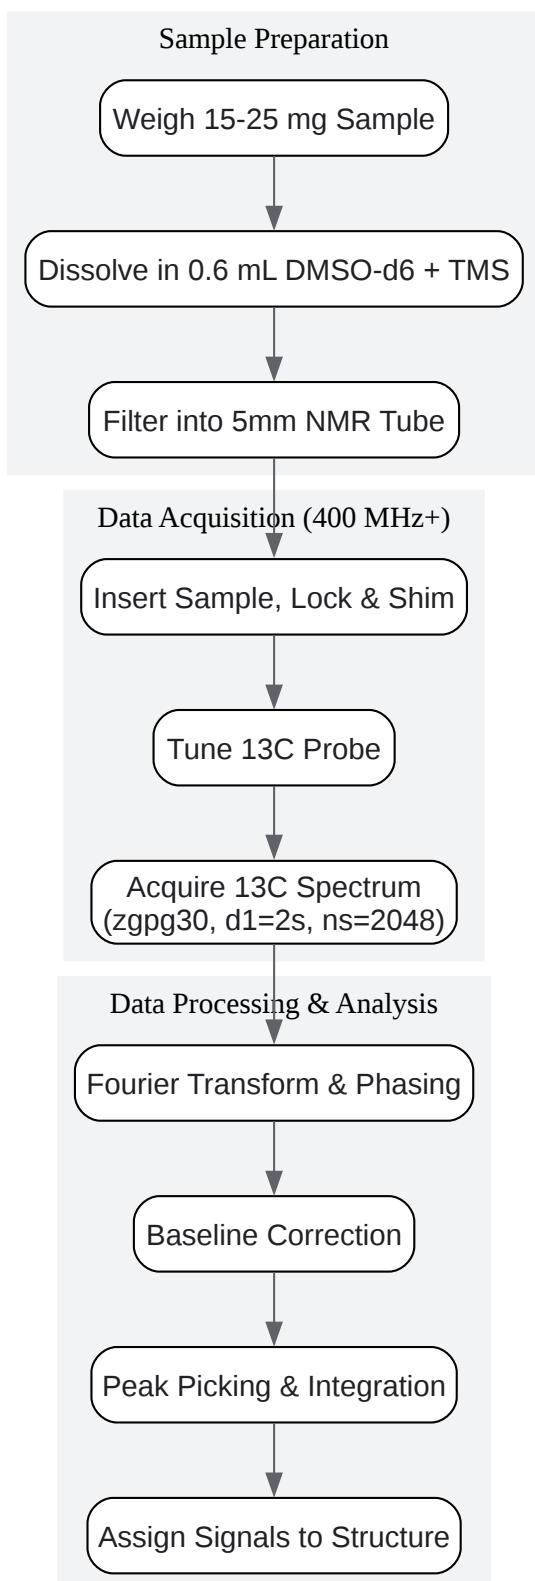 Sample Preparation
Weigh 15-25 mg Sample
Dissolve in 0.6 mL DMSO-d6 + TMS
Filter into 5mm NMR Tube
Data Acquisition (400 MHz+)
Insert Sample, Lock & Shim
Tune 13C Probe
Acquire 13C Spectrum
(zgpg30, d1=2s, ns=2048)
Data Processing & Analysis
Fourier Transform & Phasing
Baseline Correction
Peak Picking & Integration
Assign Signals to Structure